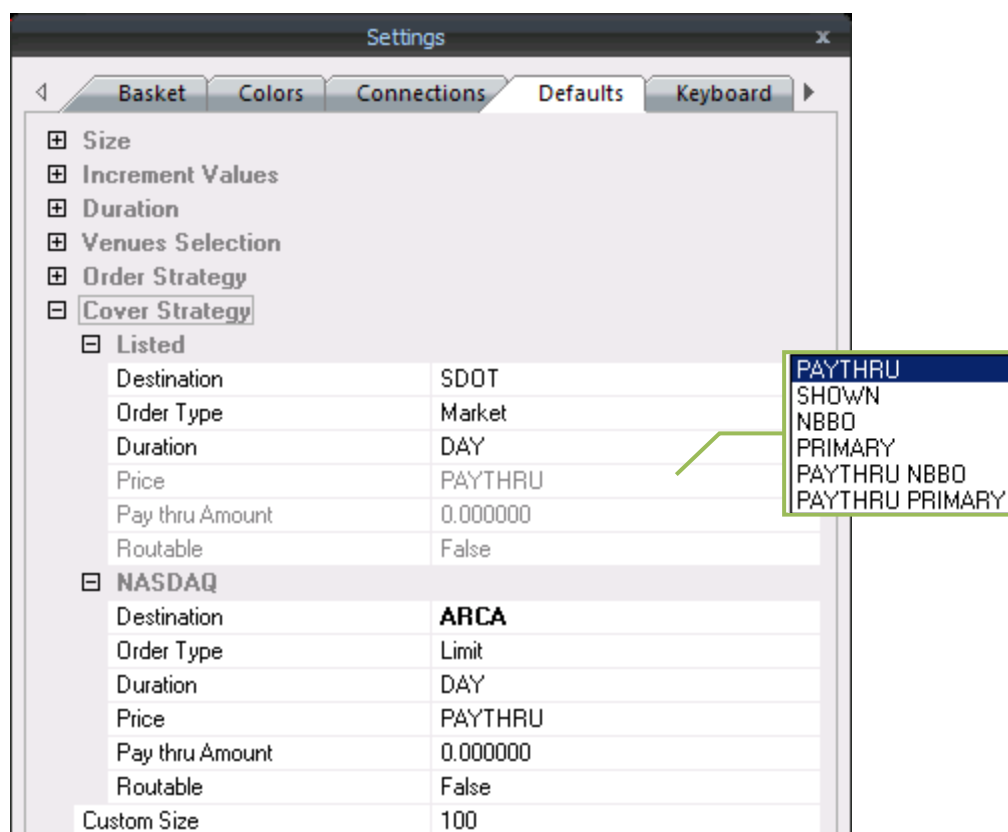 Settings x
Basket Colors Connections Defaults Keyboard
Size
Increment Values
Duration
Venues Selection
Order Strategy
Cover Strategy
Listed
Destination SDOT
Order Type Market
Duration DAY
Price PAYTHRU
Pay thru Amount 0.000000
Routable False
PAYTHRU
SHOWN
NBBO
PRIMARY
PAYTHRU NBBO
PAYTHRU PRIMARY
NASDAQ
Destination ARCA
Order Type Limit
Duration DAY
Price PAYTHRU
Pay thru Amount 0.000000
Routable False
Custom Size 100